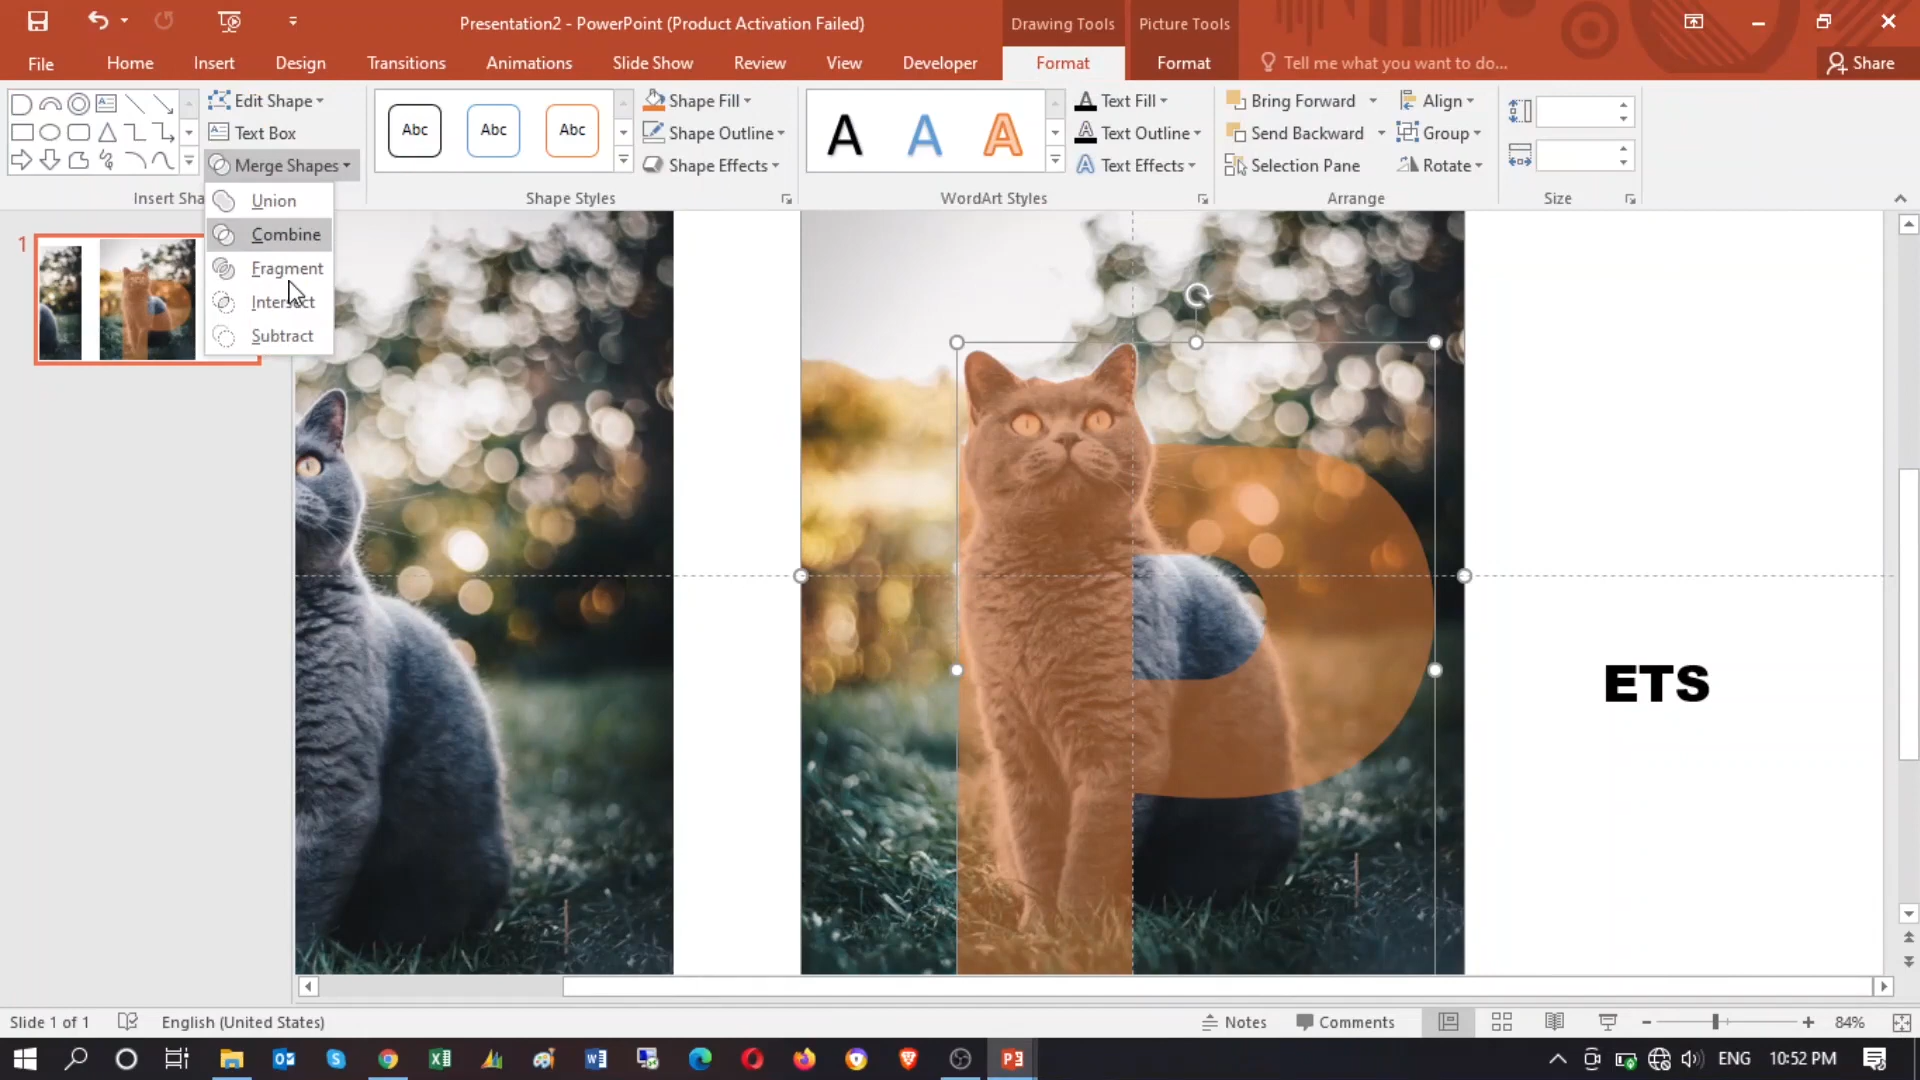 Presentation2 - PowerPoint (Product Activation Failed)
Drawing Tools
Picture Tools
File
Home
Insert
Design
Transitions
Animations
Slide Show
Review
View
Developer
Format
Format
Tell me what you want to do...
Share
Edit Shape
Text Box
Merge Shapes
Insert Sha
Union
Combine
Fragment
Intersect
Subtract
Abc
Abc
Abc
Shape Fill
Shape Outline
Shape Effects
Shape Styles
A
A
A
Text Fill
Text Outline
Text Effects
WordArt Styles
Bring Forward
Send Backward
Selection Pane
Align
Group
Rotate
Arrange
Size
1
P
ETS
Slide 1 of 1
English (United States)
Notes
Comments
84%
ENG
10:52 PM